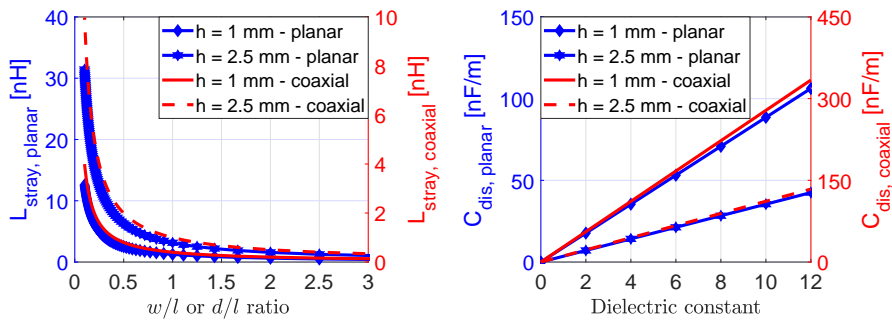 h = 1 mm - planar
h = 2.5 mm - planar
h = 1 mm - coaxial
h = 2.5 mm - coaxial
L_stray, planar [nH]
L_stray, coaxial [nH]
0 10 20 30 40
0 2 4 6 8 10
0 0.5 1 1.5 2 2.5 3
w/l or d/l ratio
h = 1 mm - planar
h = 2.5 mm - planar
h = 1 mm - coaxial
h = 2.5 mm - coaxial
C_dis, planar [nF/m]
C_dis, coaxial [nF/m]
0 50 100 150
0 150 300 450
0 2 4 6 8 10 12
Dielectric constant